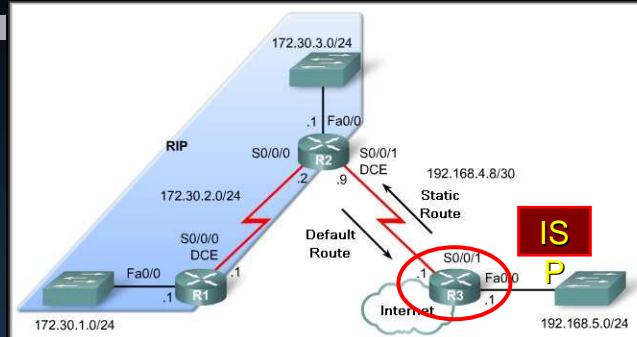 172.30.3.0/24
.1
Fa0/0
RIP
S0/0/0
R2
S0/0/1
DCE
.2
.9
192.168.4.8/30
172.30.2.0/24
Static
Route
Default
Route
IS
P
S0/0/0
DCE
S0/0/1
Fa0/0
.1
R1
.1
.1
R3
Fa0/0
.1
Internet
172.30.1.0/24
192.168.5.0/24